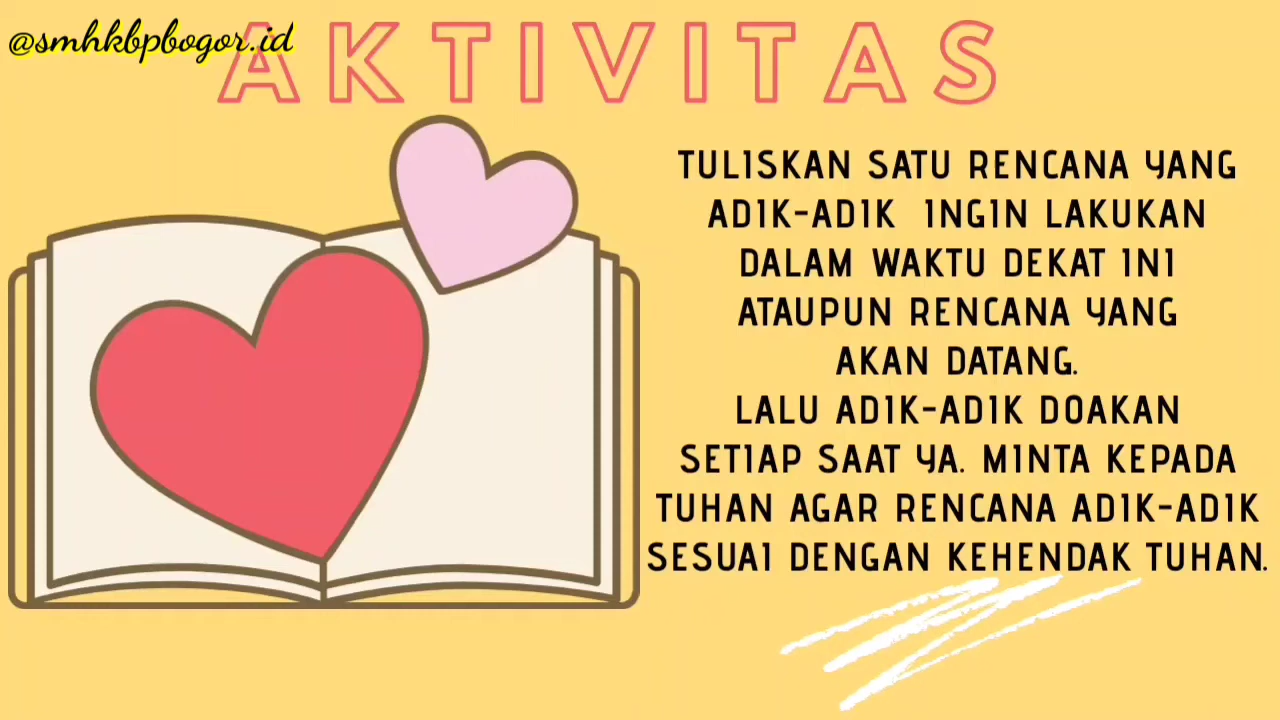 @smhkbpbogor.id
AKTIVITAS
TULISKAN SATU RENCANA YANG
ADIK-ADIK INGIN LAKUKAN
DALAM WAKTU DEKAT INI
ATAUPUN RENCANA YANG
AKAN DATANG.
LALU ADIK-ADIK DOAKAN
SETIAP SAAT YA. MINTA KEPADA
TUHAN AGAR RENCANA ADIK-ADIK
SESUAI DENGAN KEHENDAK TUHAN.